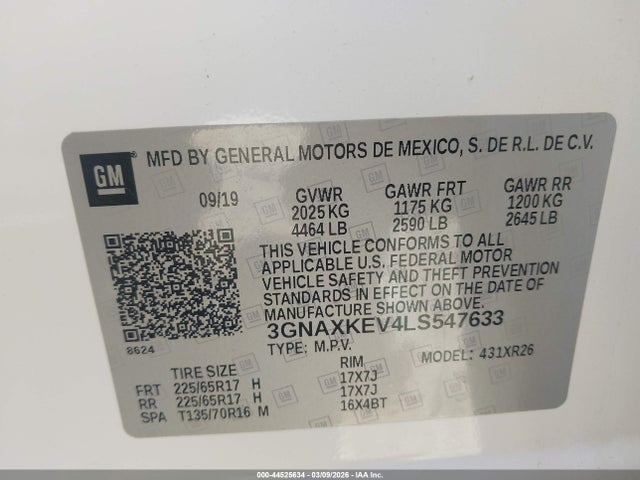 GM ® MFD BY GENERAL MOTORS DE MEXICO, S. DE R.L. DE C.V.
09/19 GVWR GAWR FRT GAWR RR
2025 KG 1175 KG 1200 KG
4464 LB 2590 LB 2645 LB
THIS VEHICLE CONFORMS TO ALL
APPLICABLE U.S. FEDERAL MOTOR
VEHICLE SAFETY AND THEFT PREVENTION
STANDARDS IN EFFECT ON THE DATE OF
MANUFACTURE SHOWN ABOVE.
3GNAXKEV4LS547633
8624 TYPE: M.P.V. MODEL: 431XR26
TIRE SIZE RIM
FRT 225/65R17 H 17X7J
RR 225/65R17 H 17X7J
SPA T135/70R16 M 16X4BT
000-44525634 | 03/09/2026 - IAA Inc.